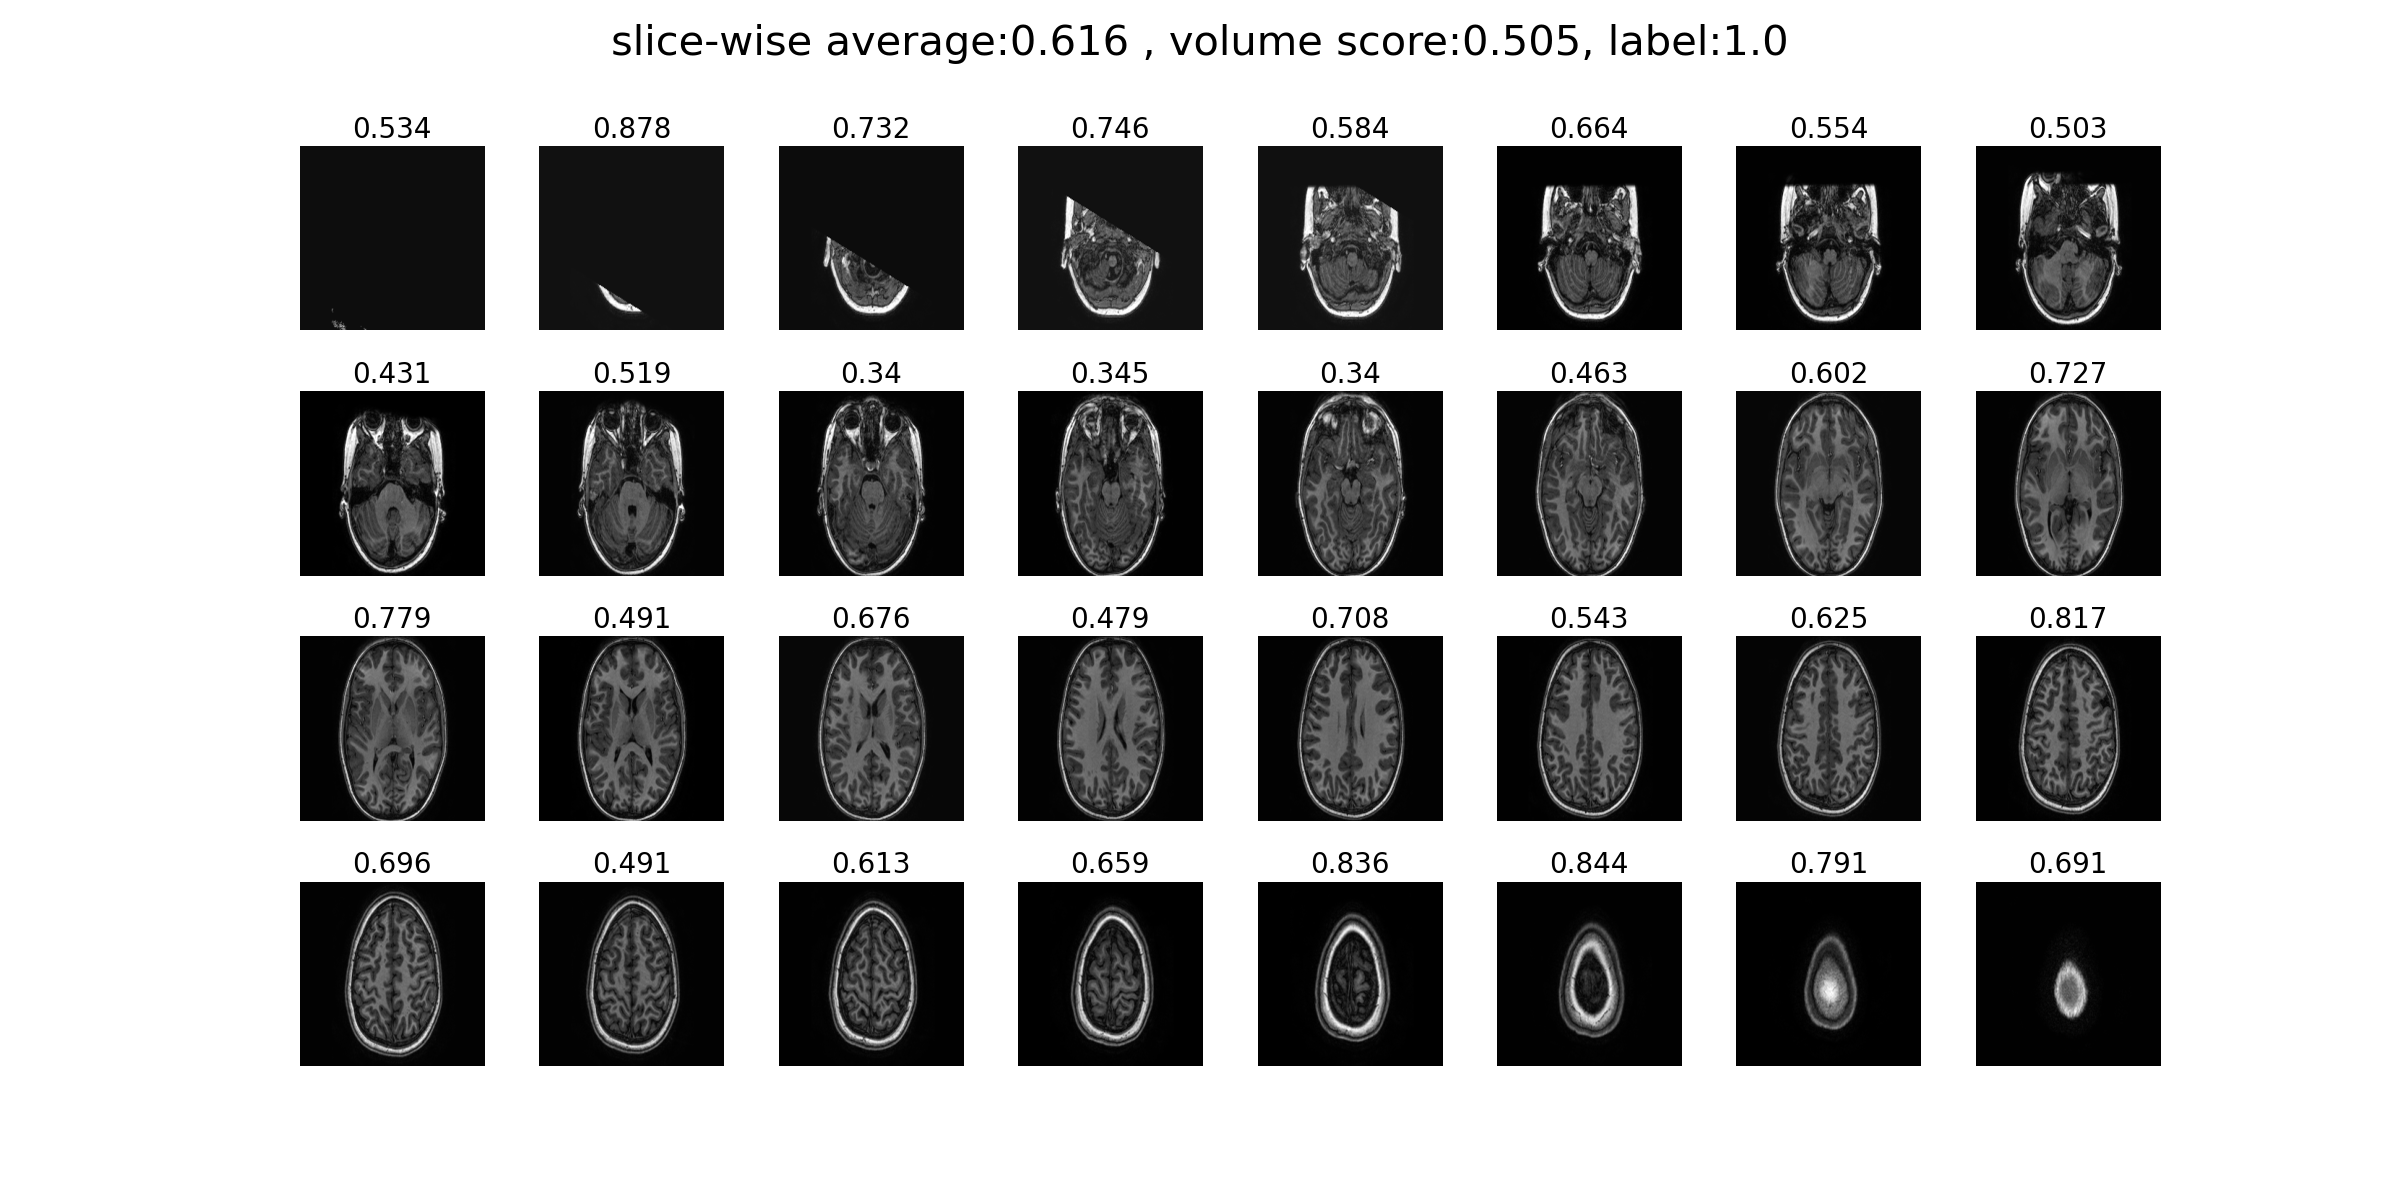 slice-wise average:0.616 , volume score:0.505, label:1.0
0.534 0.878 0.732 0.746 0.584 0.664 0.554 0.503
0.431 0.519 0.34 0.345 0.34 0.463 0.602 0.727
0.779 0.491 0.676 0.479 0.708 0.543 0.625 0.817
0.696 0.491 0.613 0.659 0.836 0.844 0.791 0.691